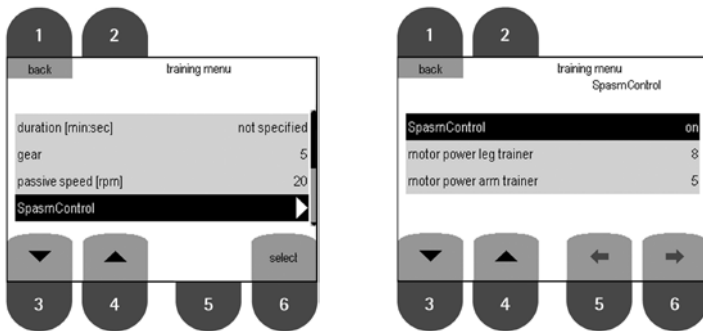 1 2
back training menu
duration [min:sec] not specified
gear 5
passive speed [rpm] 20
SpasmControl
select
3 4 5 6
1 2
back training menu
SpasmControl
SpasmControl on
motor power leg trainer 8
motor power arm trainer 5
3 4 5 6